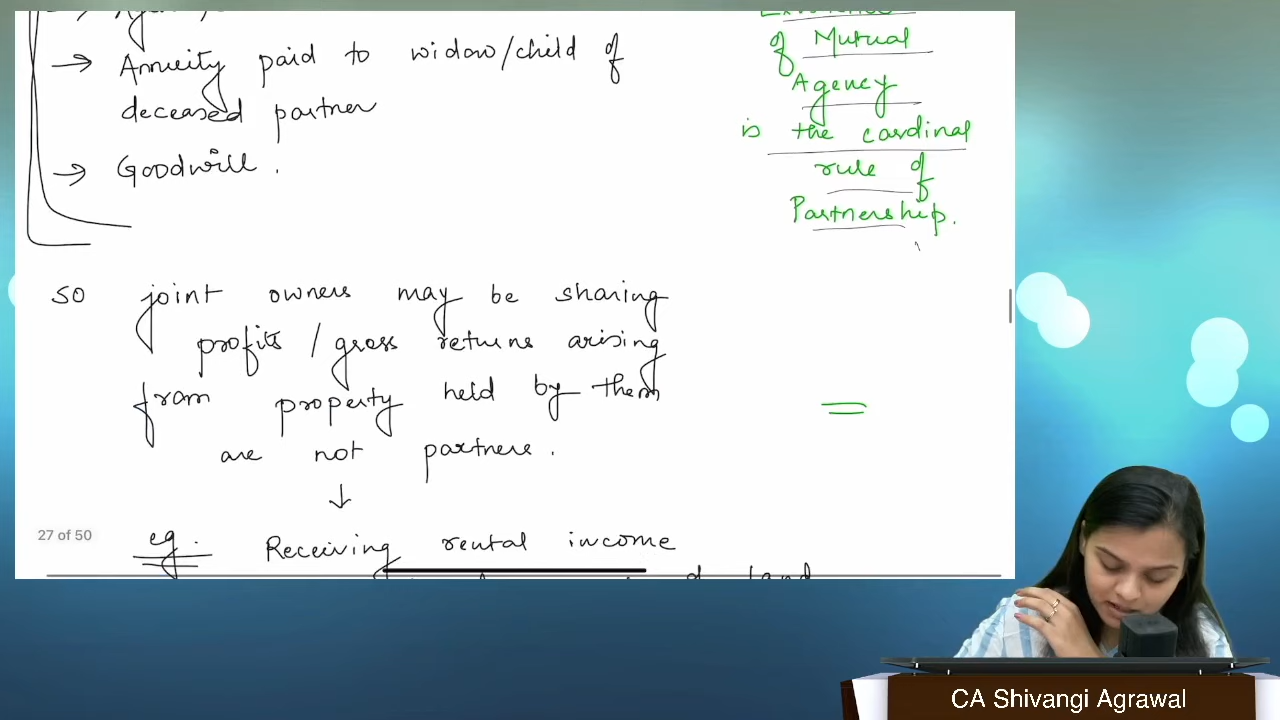 → Annuity paid to widow/child of
deceased partner
→ Goodwill.
of Mutual
Agency
is the cardinal
rule of
Partnership.
So joint owners may be sharing
profits / gross returns arising
from property held by them
are not partners.
↓
eg. Receiving rental income
land
27 of 50
CA Shivangi Agrawal